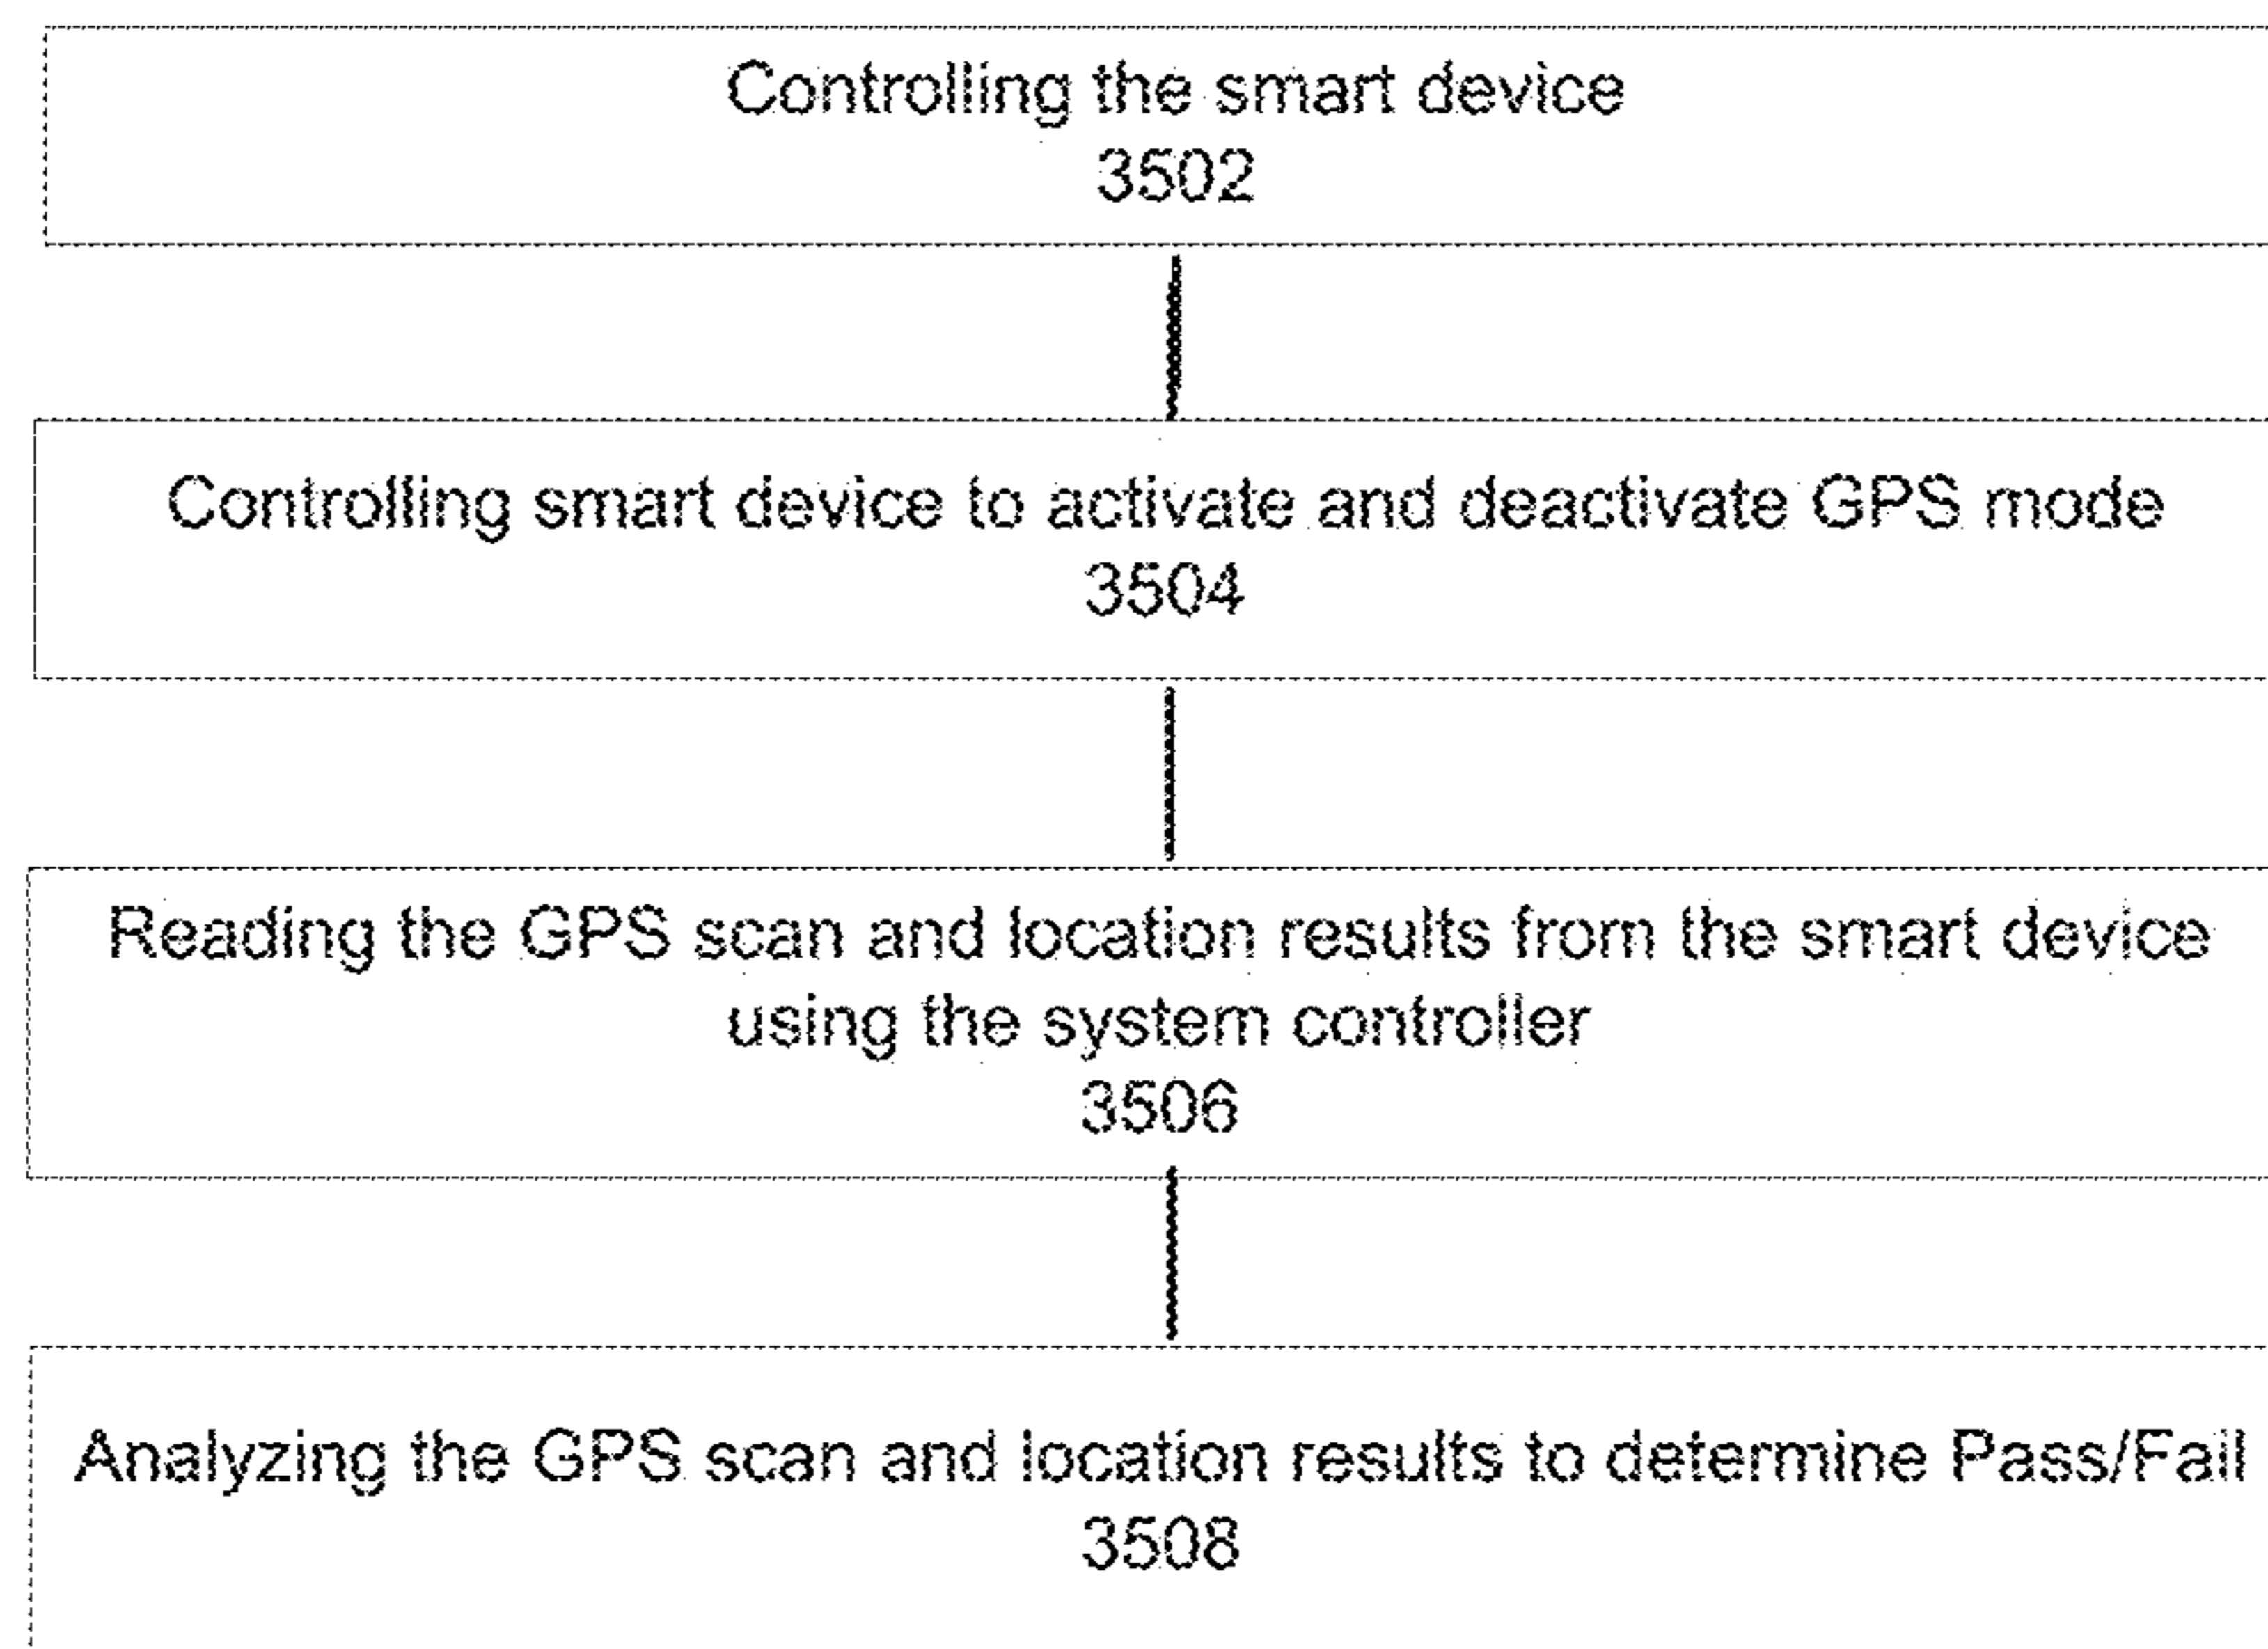 Controlling the smart device
3502
Controlling smart device to activate and deactivate GPS mode
3504
Reading the GPS scan and location results from the smart device
using the system controller
3506
Analyzing the GPS scan and location results to determine Pass/Fail
3508